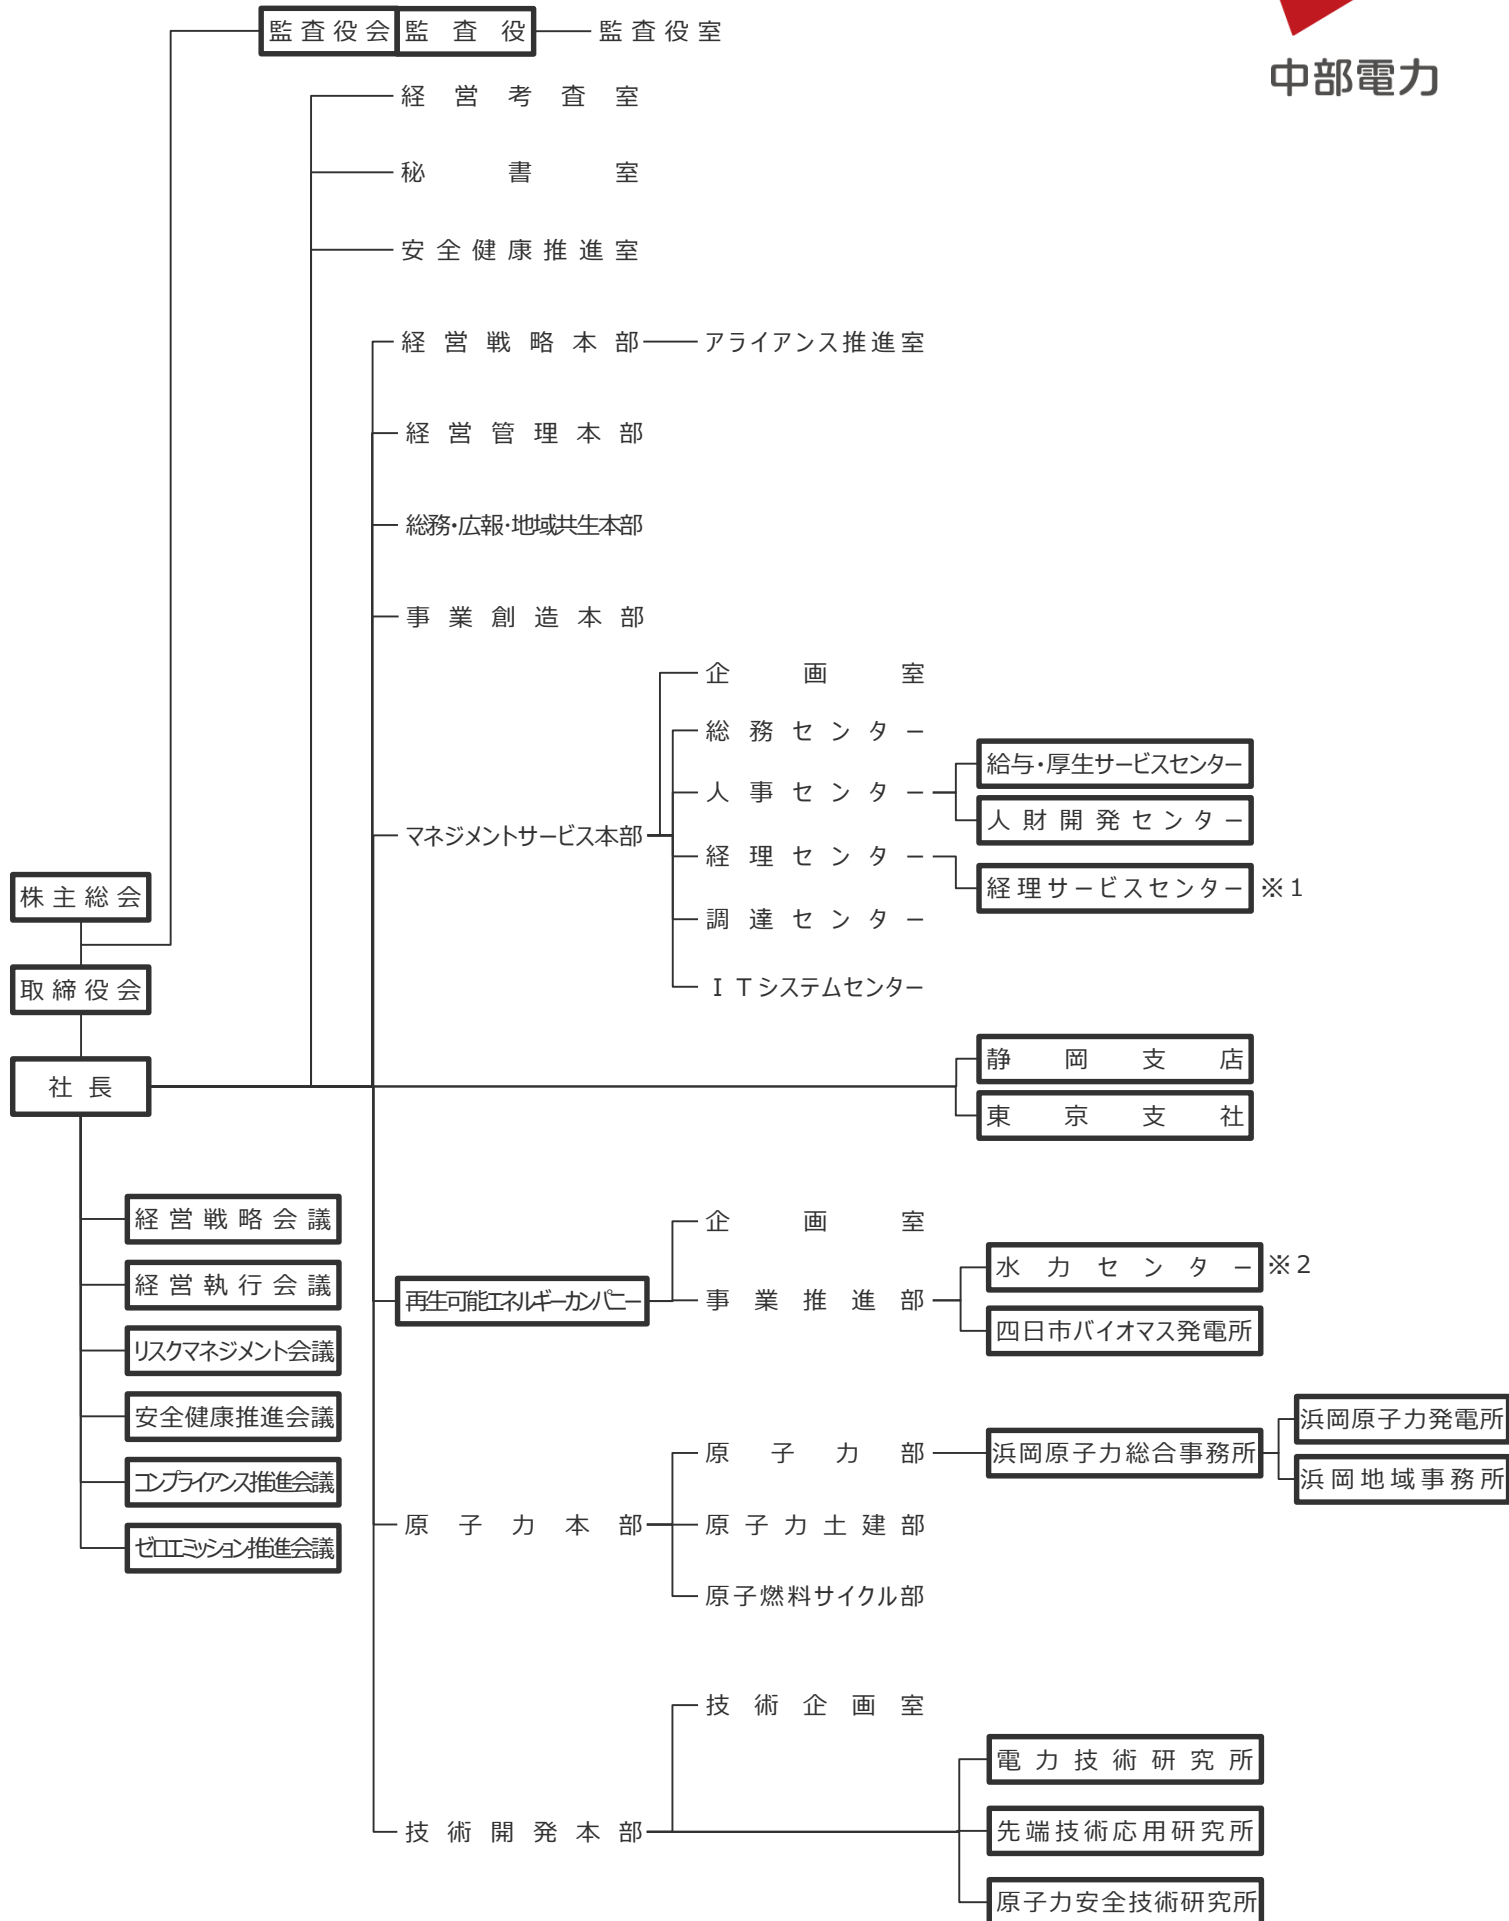 監査役会 監査役 監査役室
中部電力
経営考査室
秘書室
安全健康推進室
経営戦略本部 アライアンス推進室
経営管理本部
総務・広報・地域共生本部
事業創造本部
企画室
総務センター
給与・厚生サービスセンター
人事センター
人財開発センター
マネジメントサービス本部
経理センター
経理サービスセンター ※1
株主総会
調達センター
取締役会
ITシステムセンター
静岡支店
社長
東京支社
経営戦略会議
企画室
水力センター ※2
経営執行会議
再生可能エネルギーカンパニー
事業推進部
四日市バイオマス発電所
リスクマネジメント会議
安全健康推進会議
浜岡原子力発電所
原子力部
浜岡原子力総合事務所
コンプライアンス推進会議
浜岡地域事務所
原子力本部
原子力土建部
ゼロエミッション推進会議
原子燃料サイクル部
技術企画室
電力技術研究所
技術開発本部
先端技術応用研究所
原子力安全技術研究所